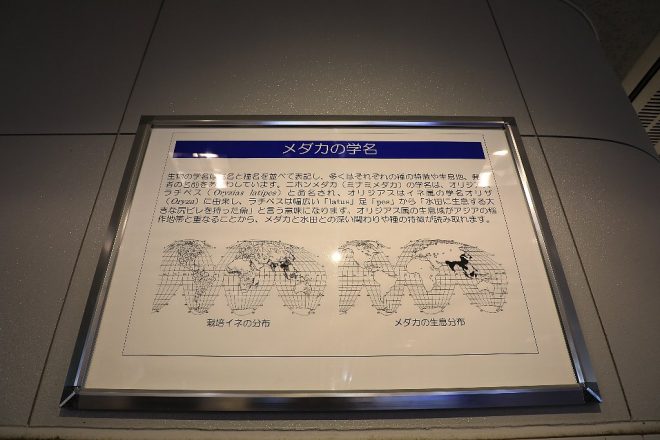 メダカの学名
生物の学名は属名と種名を並べて表記し、多くはそれぞれの種の特徴や生息地、発
見者の名前をあらわしています。ニホンメダカ（ミナミメダカ）の学名は、オリジアス
ラチペス（Oryzias latipes）と命名され、オリジアスはイネ属の学名オリザ
（Oryza）に由来し、ラチペスは幅広い「latus」足「pes」から「水田に生息する大
きな尻ビレを持った魚」と言う意味になります。オリジアス属の生息域がアジアの稲
作地帯と重なることから、メダカと水田との深い関わりや種の特徴が読み取れます。
栽培イネの分布
メダカの生息分布